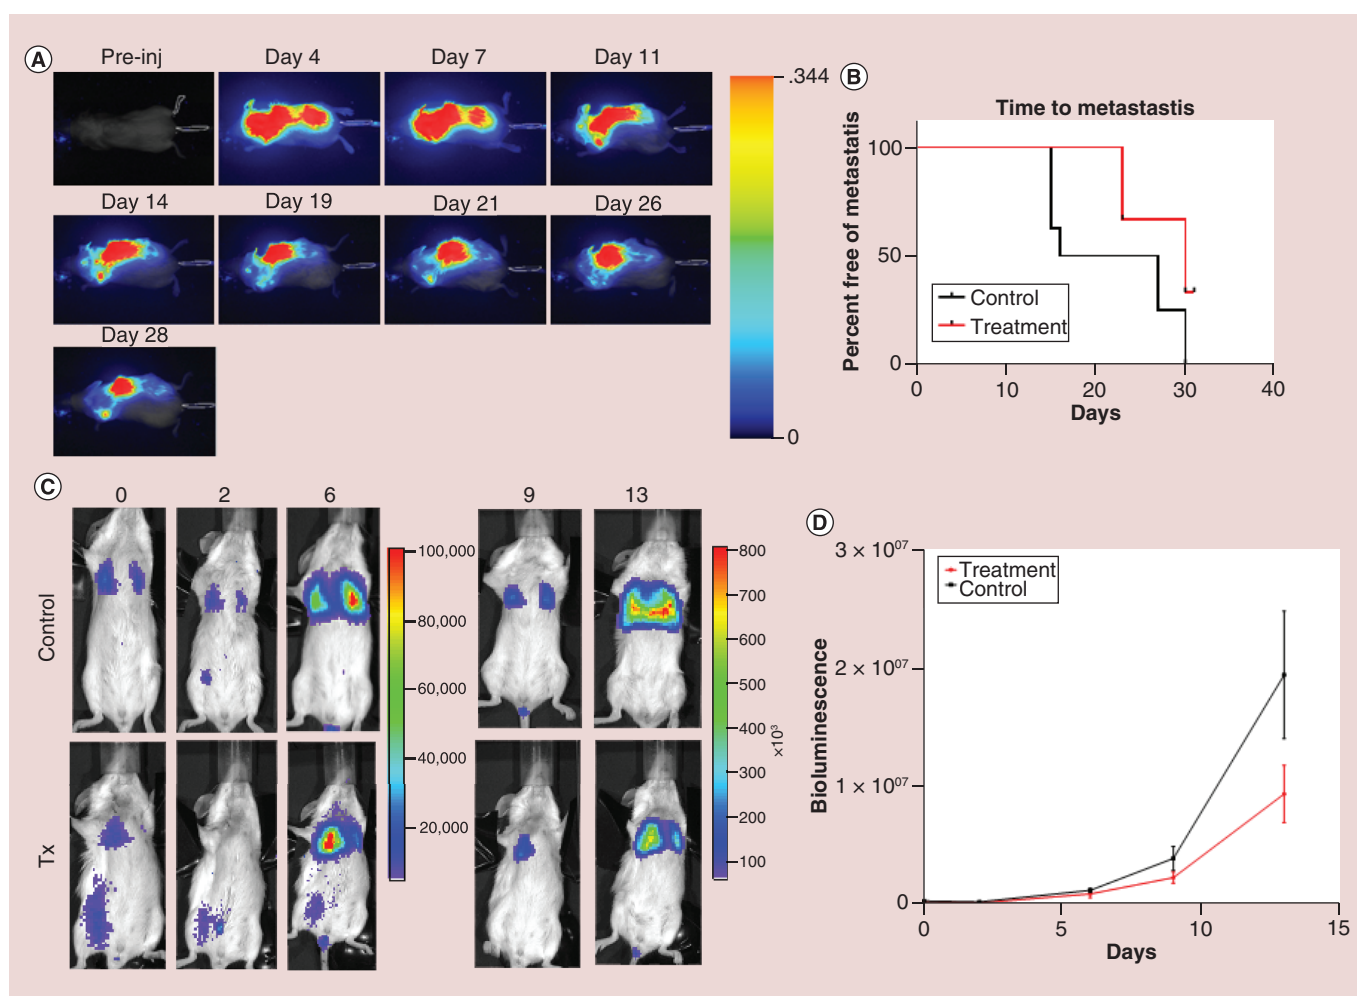 A
Pre-inj Day 4 Day 7 Day 11
Day 14 Day 19 Day 21 Day 26
Day 28
.344
0
B
Time to metastastis
Percent free of metastatis
100
50
0
Control
Treatment
0 10 20 30 40
Days
C
0 2 6 9 13
Control
Tx
100,000
80,000
60,000
40,000
20,000
800
700
600
500
400
300
200
100
×10³
D
Bioluminescence
3 × 10⁰⁷
2 × 10⁰⁷
1 × 10⁰⁷
0
Treatment
Control
0 5 10 15
Days